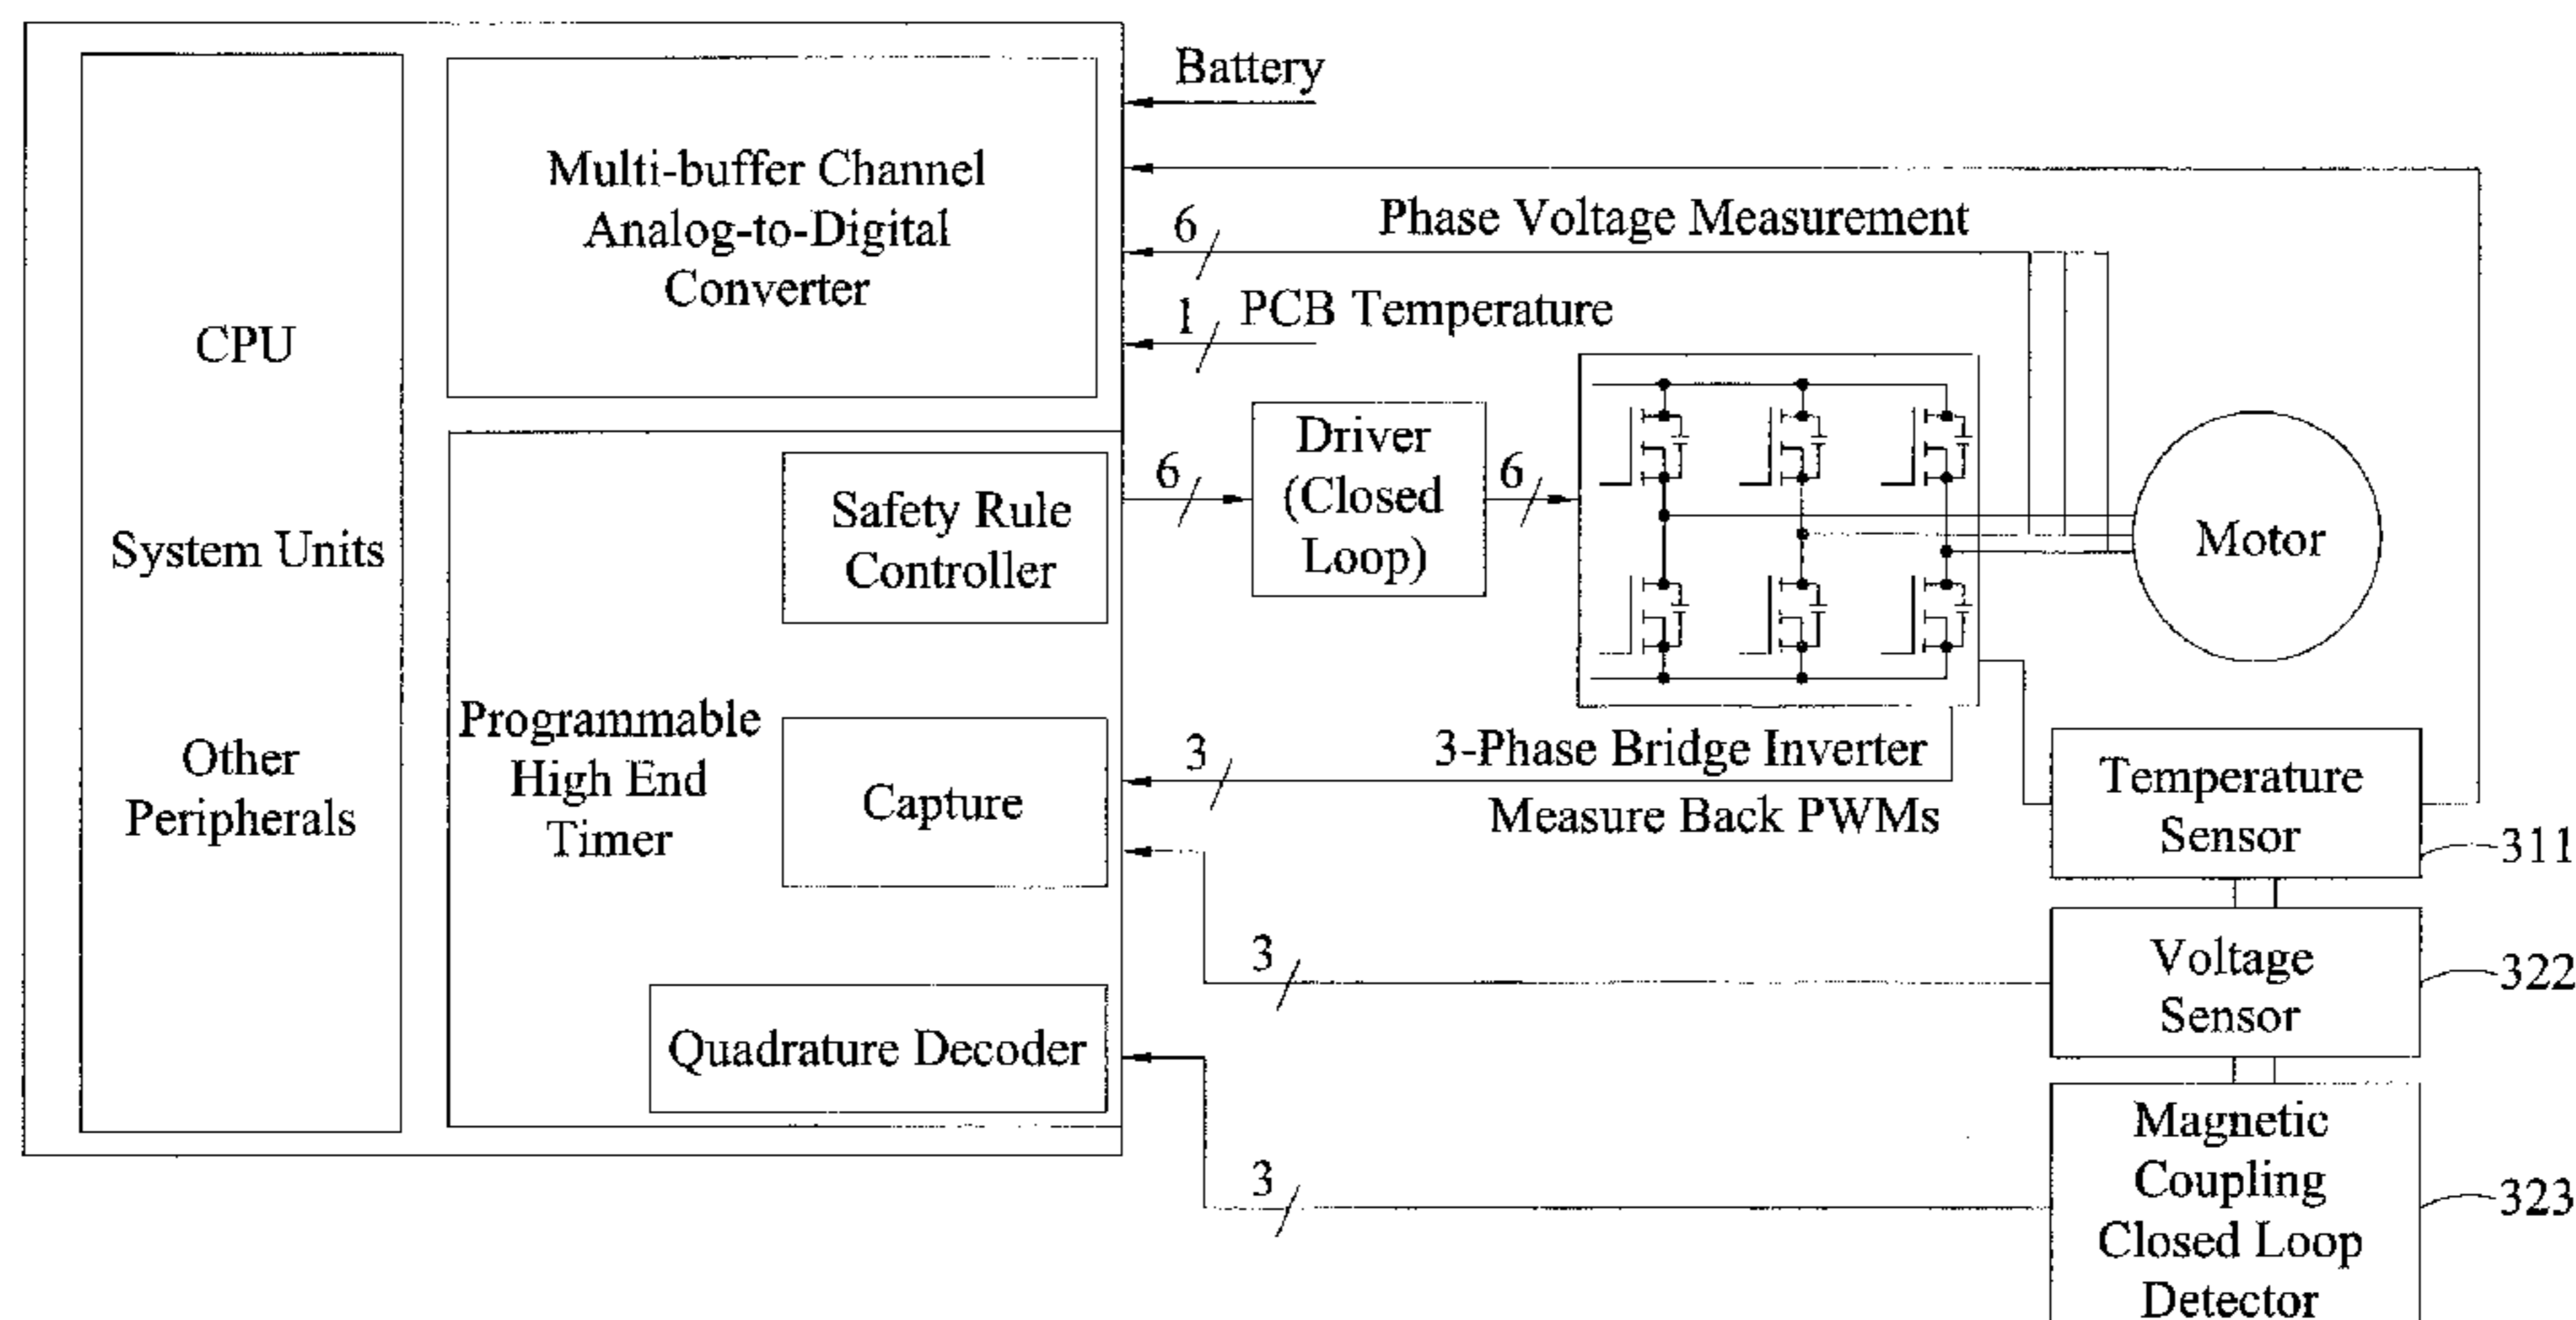 CPU
System Units
Other
Peripherals
Multi-buffer Channel
Analog-to-Digital
Converter
Programmable
High End
Timer
Safety Rule
Controller
Capture
Quadrature Decoder
Battery
6
Phase Voltage Measurement
1
PCB Temperature
6
Driver
(Closed
Loop)
6
Motor
3
3-Phase Bridge Inverter
Measure Back PWMs
Temperature
Sensor
311
3
Voltage
Sensor
322
3
Magnetic
Coupling
Closed Loop
Detector
323